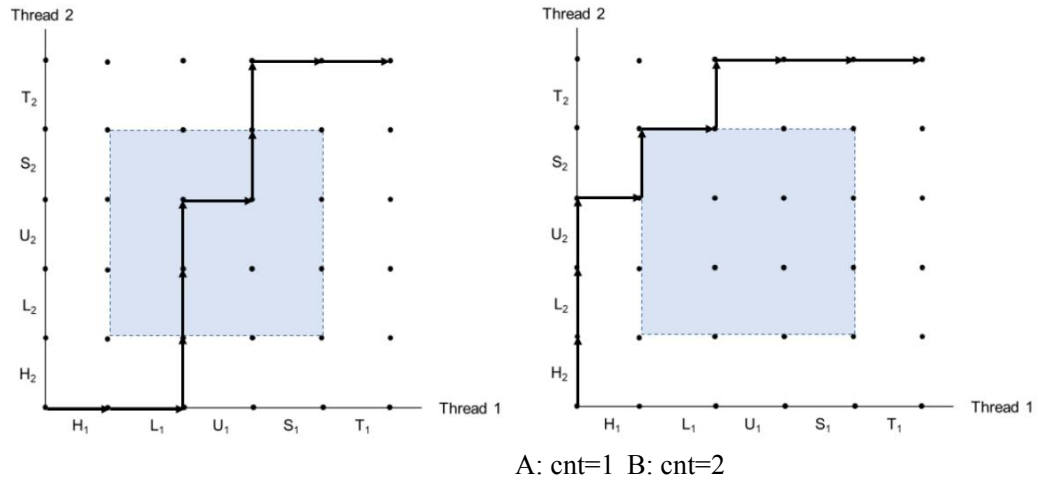 Thread 2
T₂
S₂
U₂
L₂
H₂
H₁ L₁ U₁ S₁ T₁
Thread 1
Thread 2
T₂
S₂
U₂
L₂
H₂
H₁ L₁ U₁ S₁ T₁
Thread 1
A: cnt=1 B: cnt=2